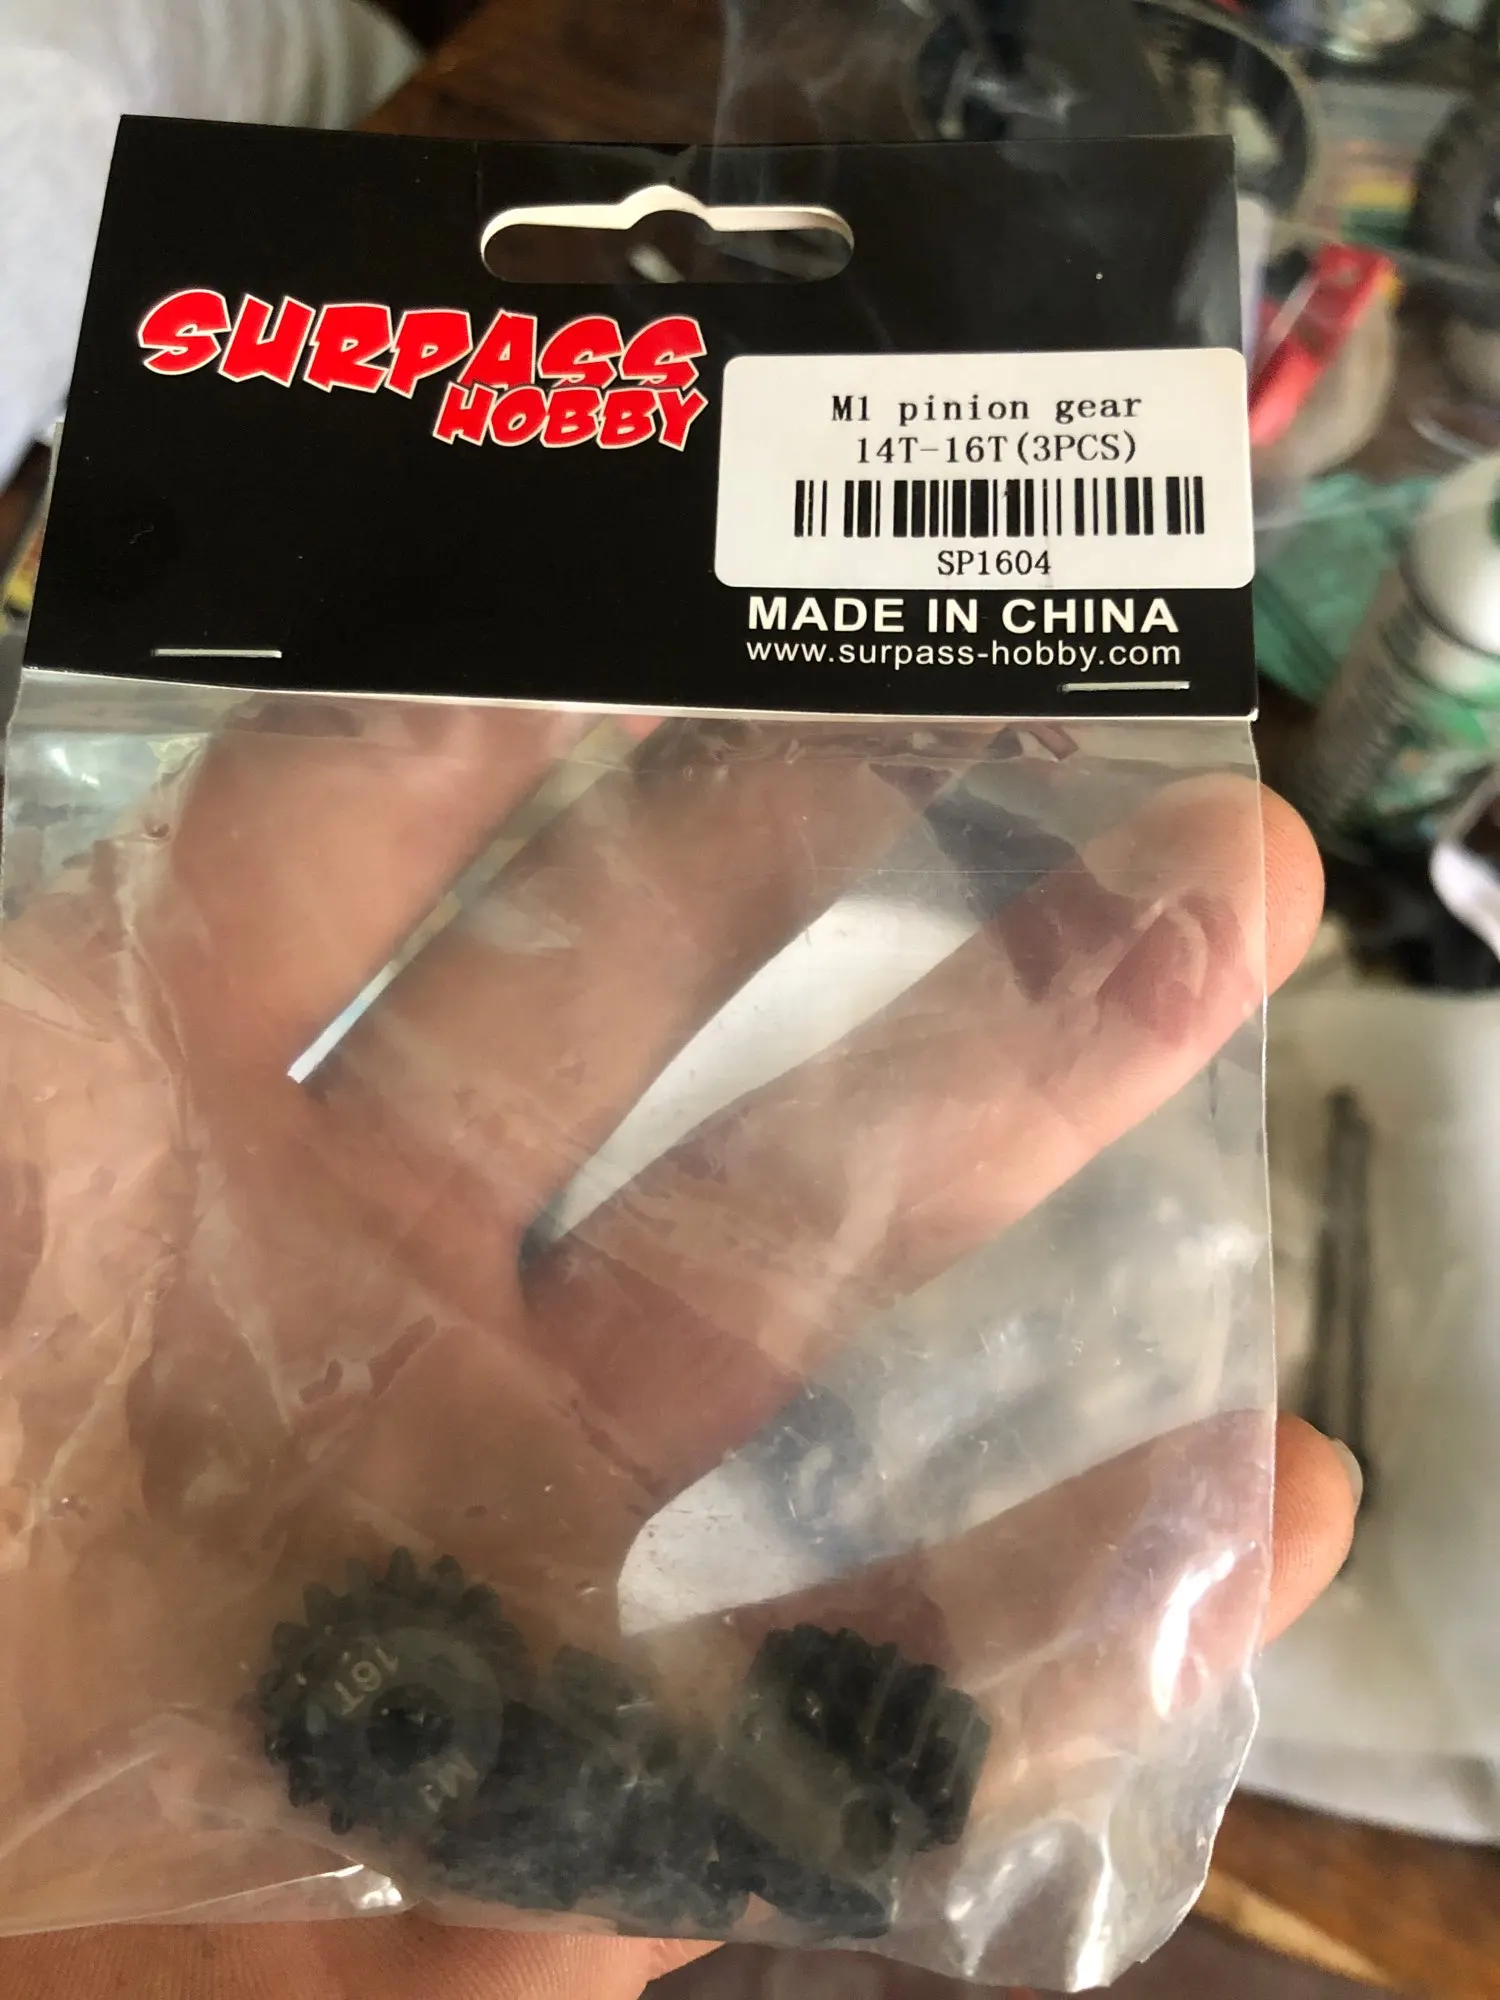 SURPASS
HOBBY
M1 pinion gear
14T-16T(3PCS)
SP1604
MADE IN CHINA
www.surpass-hobby.com
16T
M1